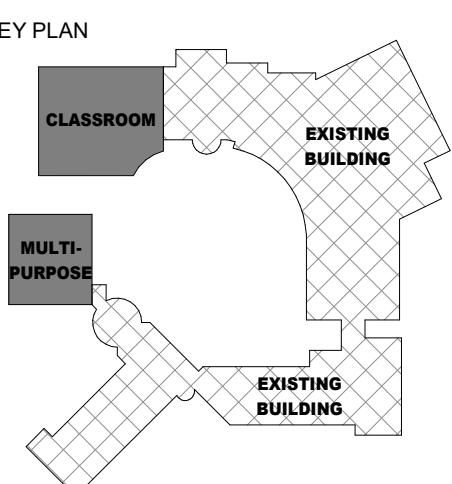 EY PLAN
CLASSROOM
EXISTING
BUILDING
MULTI-
PURPOSE
EXISTING
BUILDING